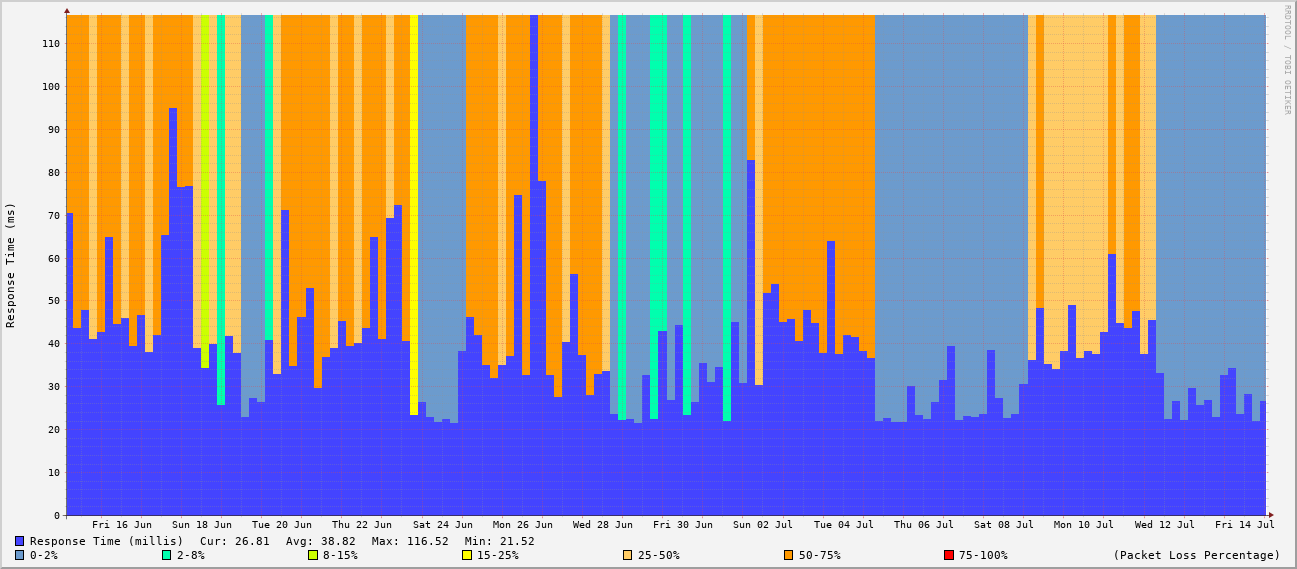 RRDTOOL / TOBI OETIKER
Response Time (ms)
110
100
90
80
70
60
50
40
30
20
10
0
Fri 16 Jun Sun 18 Jun Tue 20 Jun Thu 22 Jun Sat 24 Jun Mon 26 Jun Wed 28 Jun Fri 30 Jun Sun 02 Jul Tue 04 Jul Thu 06 Jul Sat 08 Jul Mon 10 Jul Wed 12 Jul Fri 14 Jul
Response Time (millis) Cur: 26.81 Avg: 38.82 Max: 116.52 Min: 21.52
0-2% 2-8% 8-15% 15-25% 25-50% 50-75% 75-100% (Packet Loss Percentage)